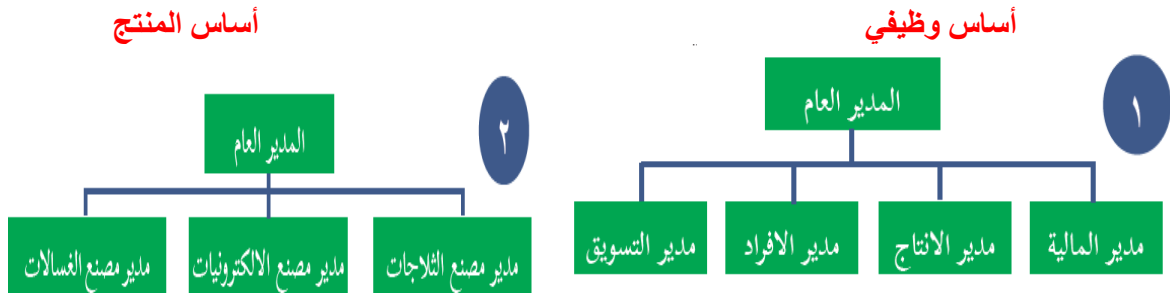 أساس وظيفي
١
المدير العام
مدير المالية
مدير الانتاج
مدير الافراد
مدير التسويق
أساس المنتج
٢
المدير العام
مدير مصنع الثلاجات
مدير مصنع الالكترونيات
مدير مصنع الغسالات